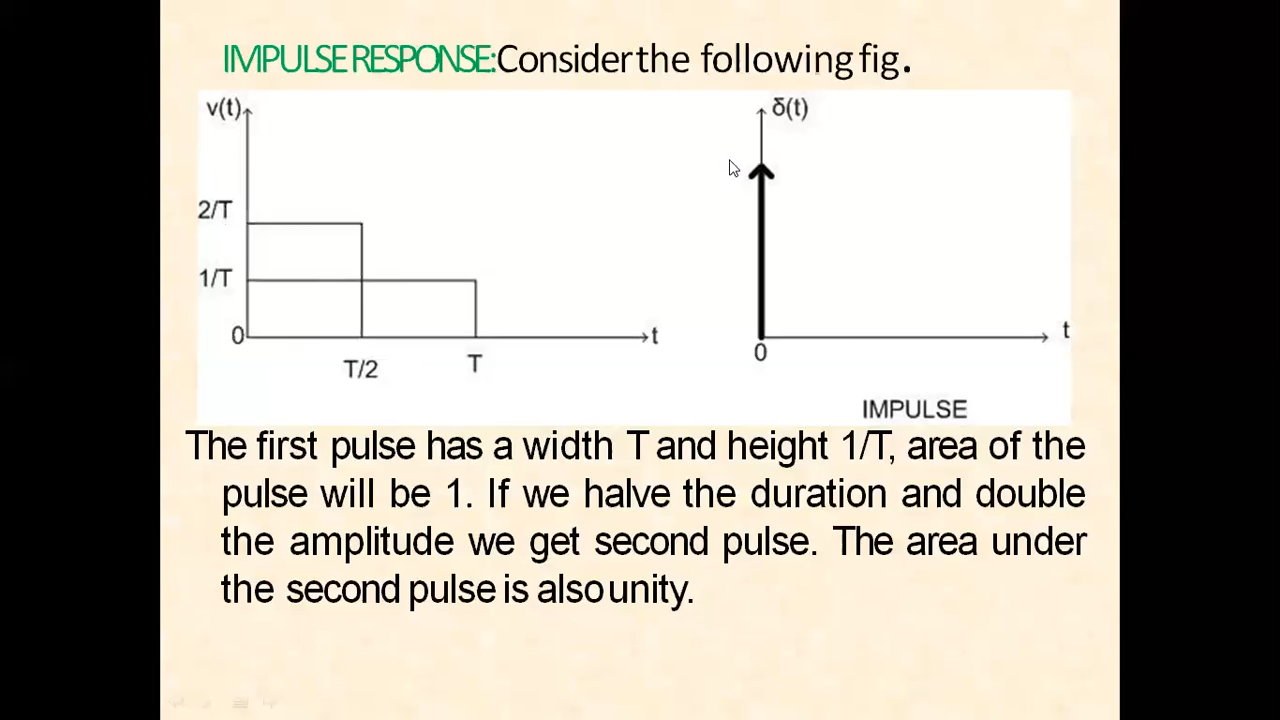 IMPULSE RESPONSE:Consider the following fig.
v(t)
2/T
1/T
0
T/2
T
t
δ(t)
0
t
IMPULSE
The first pulse has a width T and height 1/T, area of the
pulse will be 1. If we halve the duration and double
the amplitude we get second pulse. The area under
the second pulse is also unity.